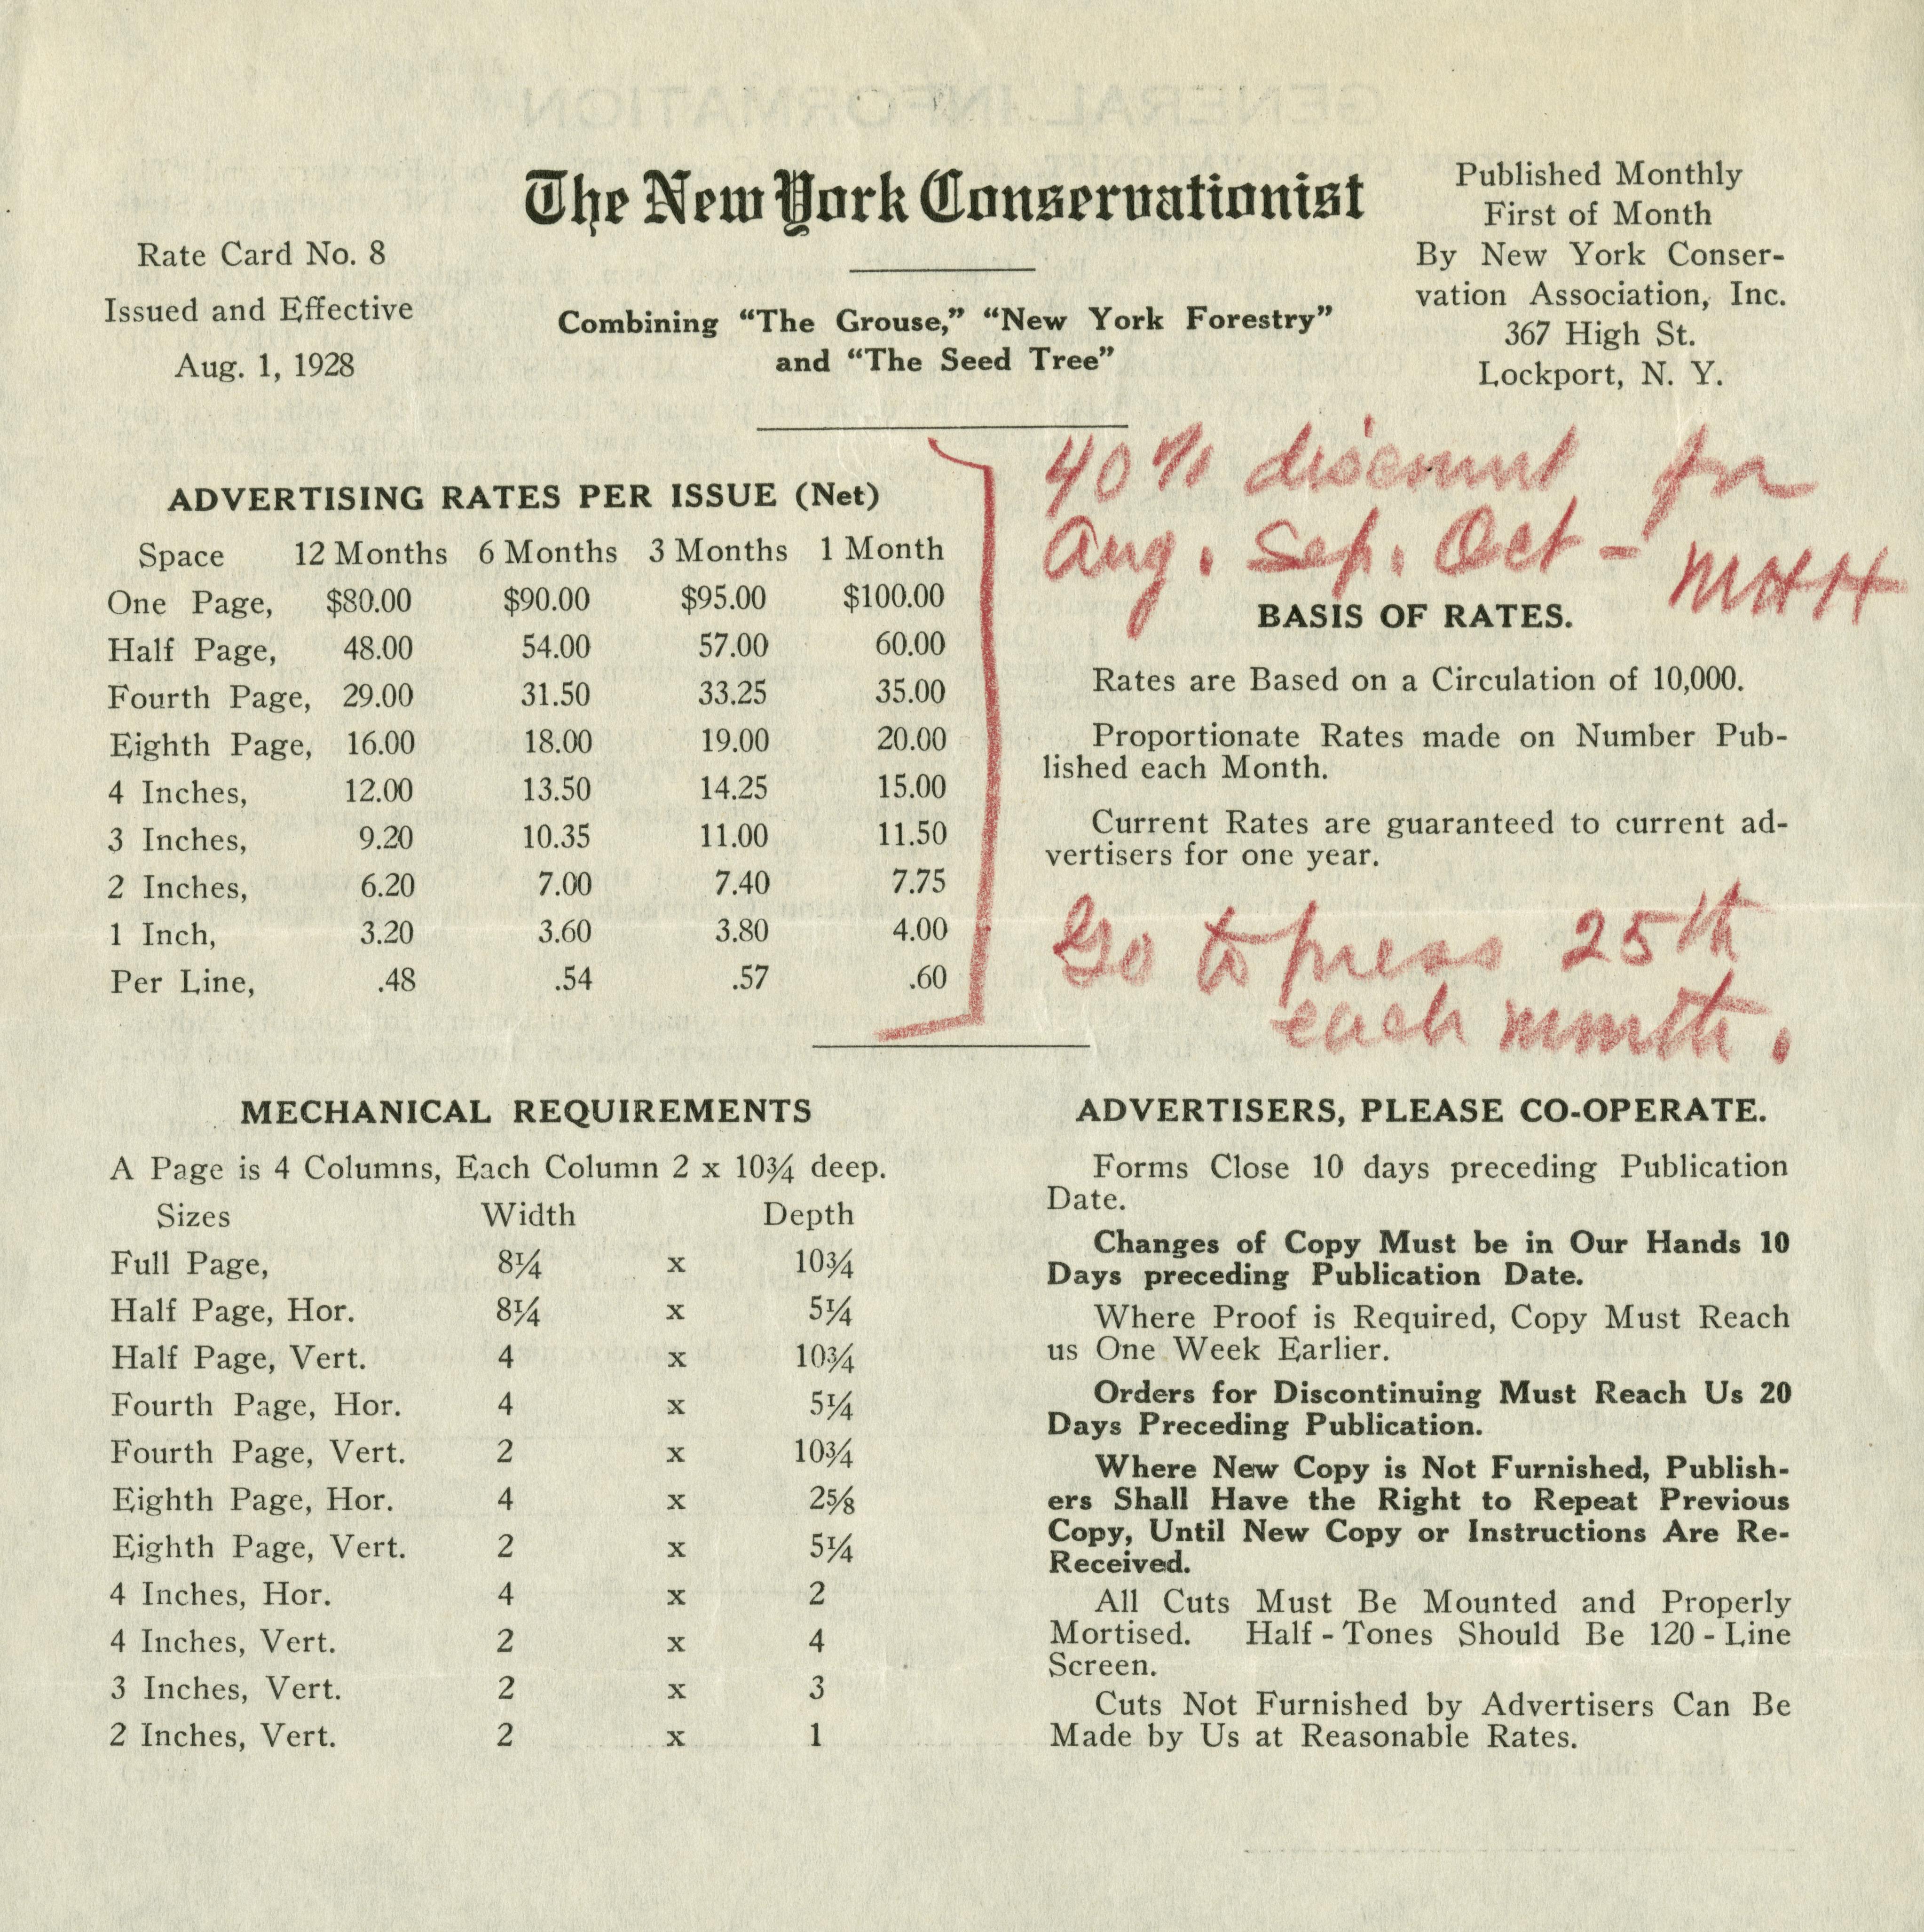 The New York Conservationist
Rate Card No. 8
Issued and Effective
Aug. 1, 1928
Combining “The Grouse,” “New York Forestry”
and “The Seed Tree”
Published Monthly
First of Month
By New York Conser-
vation Association, Inc.
367 High St.
Lockport, N. Y.
ADVERTISING RATES PER ISSUE (Net)
Space 12 Months 6 Months 3 Months 1 Month
One Page, $80.00 $90.00 $95.00 $100.00
Half Page, 48.00 54.00 57.00 60.00
Fourth Page, 29.00 31.50 33.25 35.00
Eighth Page, 16.00 18.00 19.00 20.00
4 Inches, 12.00 13.50 14.25 15.00
3 Inches, 9.20 10.35 11.00 11.50
2 Inches, 6.20 7.00 7.40 7.75
1 Inch, 3.20 3.60 3.80 4.00
Per Line, .48 .54 .57 .60
40% discount for
Aug. Sep. Oct -
MHH
BASIS OF RATES.
Rates are Based on a Circulation of 10,000.
Proportionate Rates made on Number Pub-
lished each Month.
Current Rates are guaranteed to current ad-
vertisers for one year.
Go to press 25th
each month.
MECHANICAL REQUIREMENTS
A Page is 4 Columns, Each Column 2 x 10¾ deep.
Sizes Width Depth
Full Page, 8¼ x 10¾
Half Page, Hor. 8¼ x 5¼
Half Page, Vert. 4 x 10¾
Fourth Page, Hor. 4 x 5¼
Fourth Page, Vert. 2 x 10¾
Eighth Page, Hor. 4 x 2⅝
Eighth Page, Vert. 2 x 5¼
4 Inches, Hor. 4 x 2
4 Inches, Vert. 2 x 4
3 Inches, Vert. 2 x 3
2 Inches, Vert. 2 x 1
ADVERTISERS, PLEASE CO-OPERATE.
Forms Close 10 days preceding Publication
Date.
Changes of Copy Must be in Our Hands 10
Days preceding Publication Date.
Where Proof is Required, Copy Must Reach
us One Week Earlier.
Orders for Discontinuing Must Reach Us 20
Days Preceding Publication.
Where New Copy is Not Furnished, Publish-
ers Shall Have the Right to Repeat Previous
Copy, Until New Copy or Instructions Are Re-
Received.
All Cuts Must Be Mounted and Properly
Mortised. Half-Tones Should Be 120-Line
Screen.
Cuts Not Furnished by Advertisers Can Be
Made by Us at Reasonable Rates.
GENERAL INFORMATION